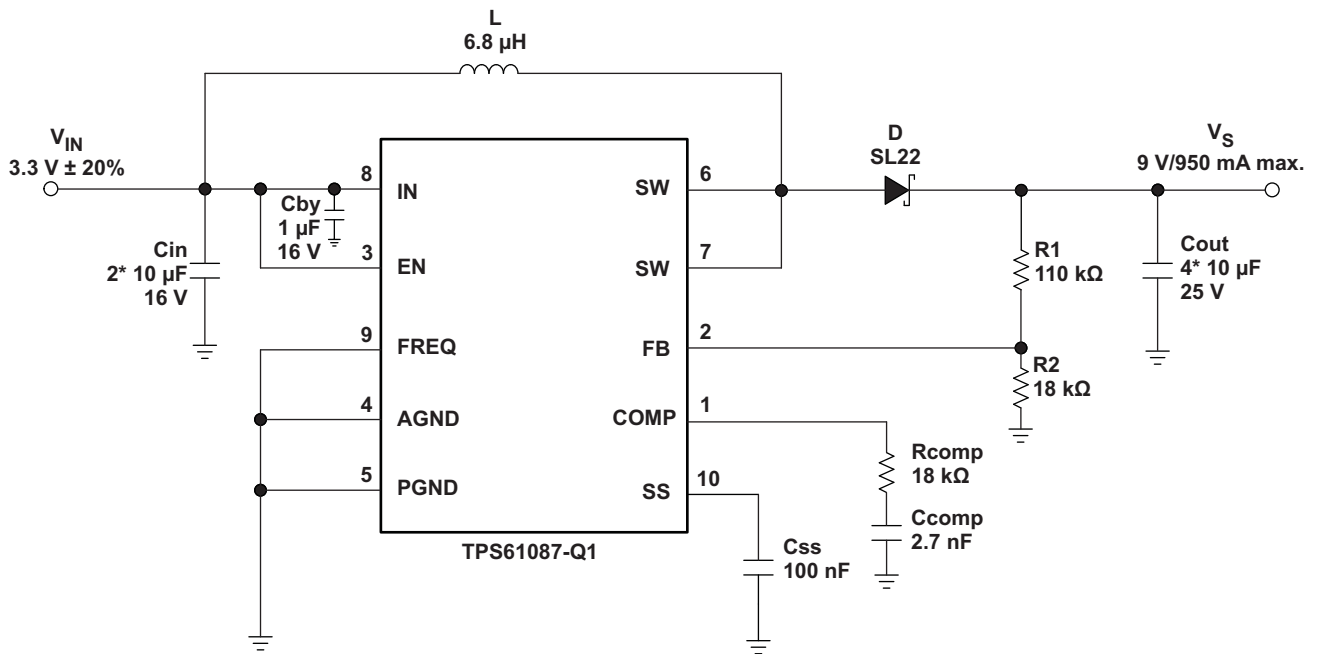 L
6.8 µH
V_IN
3.3 V ± 20%
D
SL22
V_S
9 V/950 mA max.
8
IN
SW
6
Cby
1 µF
16 V
Cin
2* 10 µF
16 V
3
EN
SW
7
R1
110 kΩ
Cout
4* 10 µF
25 V
9
FREQ
FB
2
R2
18 kΩ
4
AGND
COMP
1
Rcomp
18 kΩ
5
PGND
SS
10
Ccomp
2.7 nF
TPS61087-Q1
Css
100 nF